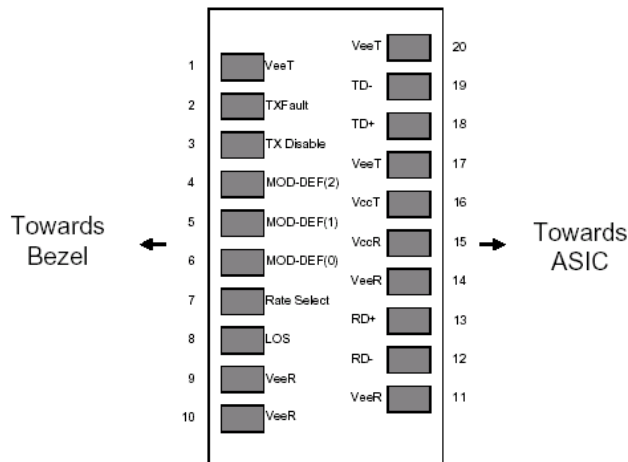 Towards
Bezel
1 VeeT
2 TXFault
3 TX Disable
4 MOD-DEF(2)
5 MOD-DEF(1)
6 MOD-DEF(0)
7 Rate Select
8 LOS
9 VeeR
10 VeeR
VeeT 20
TD- 19
TD+ 18
VeeT 17
VccT 16
VccR 15
VeeR 14
RD+ 13
RD- 12
VeeR 11
Towards
ASIC